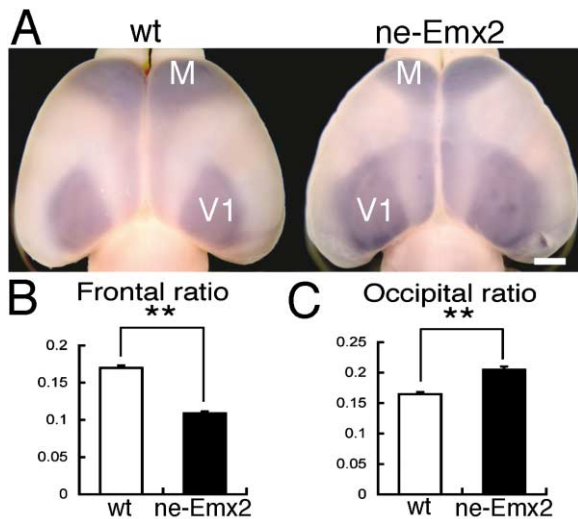 A
wt
ne-Emx2
M
M
V1
V1
B
Frontal ratio
**
0.2
0.15
0.1
0.05
0
wt
ne-Emx2
C
Occipital ratio
**
0.25
0.2
0.15
0.1
0.05
0
wt
ne-Emx2